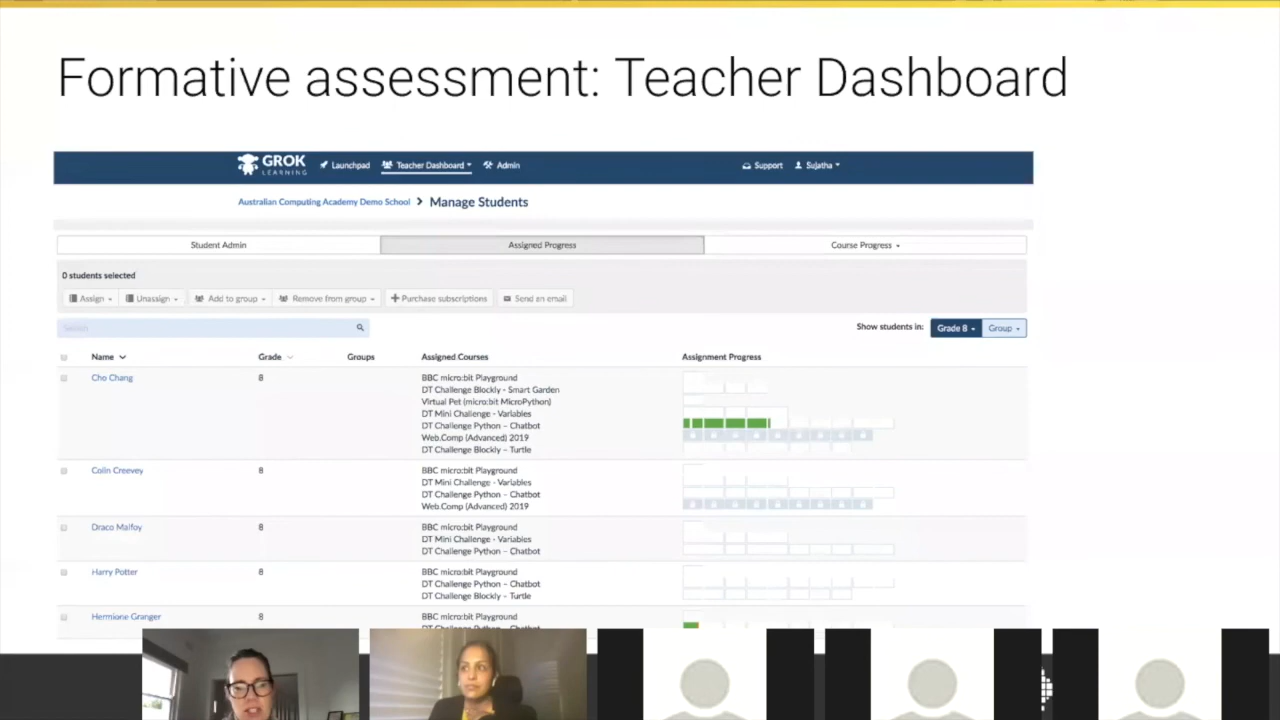 Formative assessment: Teacher Dashboard
GROK LEARNING Launchpad Teacher Dashboard Admin Support Sujatha
Australian Computing Academy Demo School > Manage Students
Student Admin Assigned Progress Course Progress
0 students selected
Assign Unassign Add to group Remove from group + Purchase subscriptions Send an email
Search Show students in: Grade 8 Group
Name Grade Groups Assigned Courses Assignment Progress
Cho Chang 8 BBC micro:bit Playground
DT Challenge Blockly - Smart Garden
Virtual Pet (micro:bit MicroPython)
DT Mini Challenge - Variables
DT Challenge Python – Chatbot
Web.Comp (Advanced) 2019
DT Challenge Blockly - Turtle
Colin Creevey 8 BBC micro:bit Playground
DT Mini Challenge - Variables
DT Challenge Python – Chatbot
Web.Comp (Advanced) 2019
Draco Malfoy 8 BBC micro:bit Playground
DT Mini Challenge - Variables
DT Challenge Python – Chatbot
Harry Potter 8 BBC micro:bit Playground
DT Challenge Python – Chatbot
DT Challenge Blockly - Turtle
Hermione Granger 8 BBC micro:bit Playground
DT Challenge Python – Chatbot